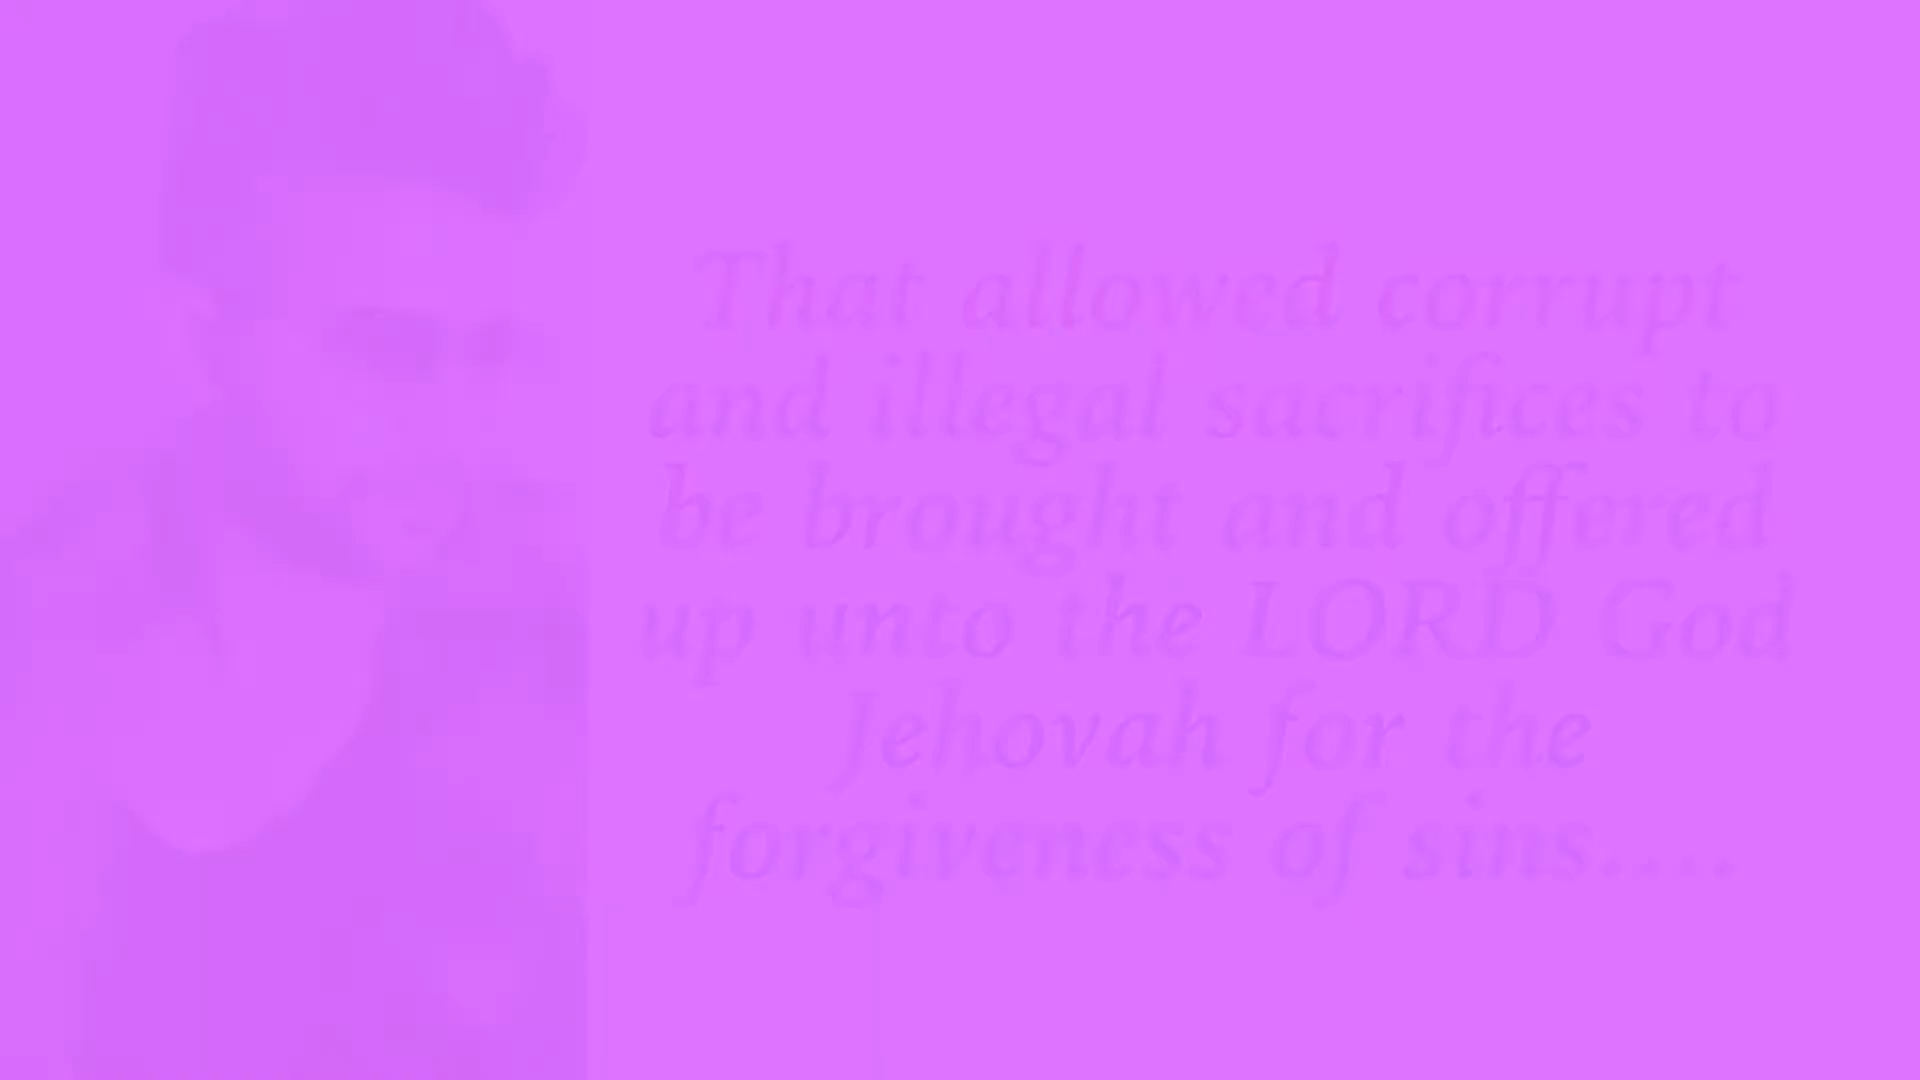 That allowed corrupt
and illegal sacrifices to
be brought and offered
up unto the LORD God
Jehovah for the
forgiveness of sins....